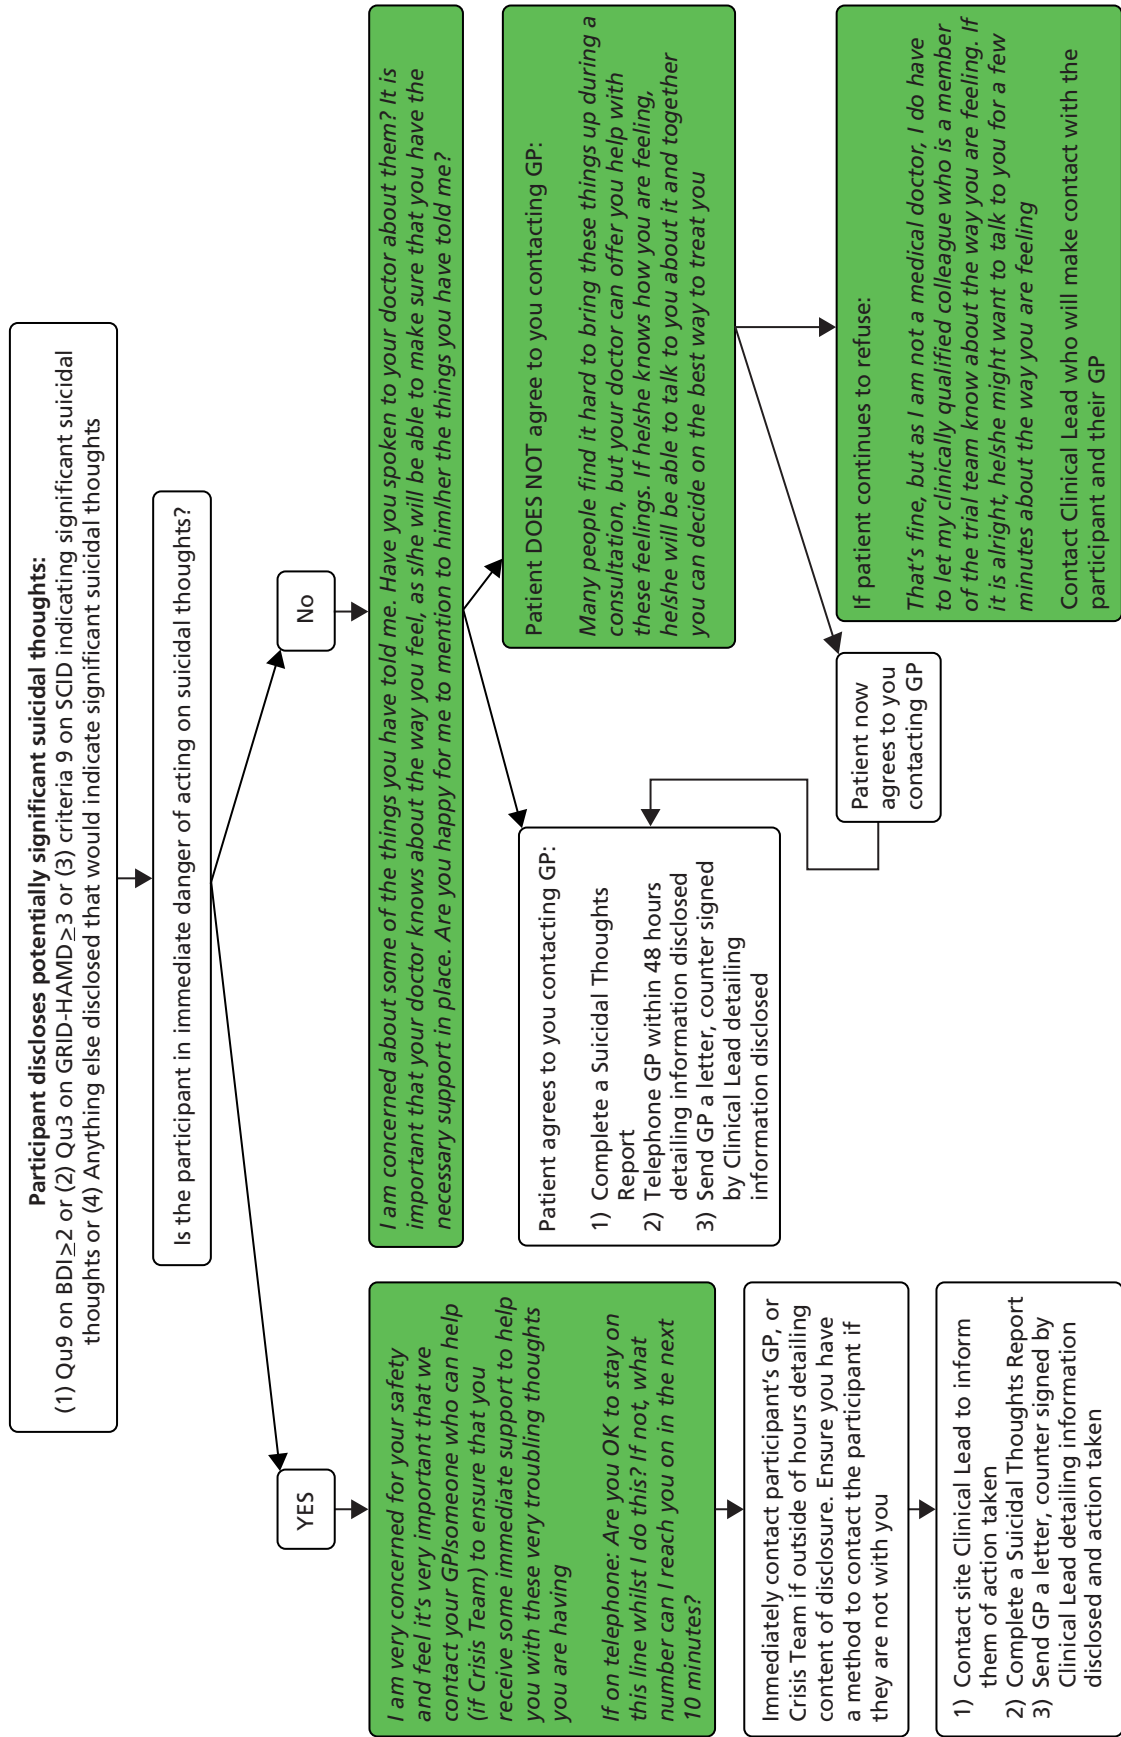 Participant discloses potentially significant suicidal thoughts:
(1) Qu9 on BDI≥2 or (2) Qu3 on GRID-HAMD≥3 or (3) criteria 9 on SCID indicating significant suicidal
thoughts or (4) Anything else disclosed that would indicate significant suicidal thoughts
Is the participant in immediate danger of acting on suicidal thoughts?
YES
I am very concerned for your safety
and feel it's very important that we
contact your GP/someone who can help
(if Crisis Team) to ensure that you
receive some immediate support to help
you with these very troubling thoughts
you are having
If on telephone: Are you OK to stay on
this line whilst I do this? If not, what
number can I reach you on in the next
10 minutes?
Immediately contact participant's GP, or
Crisis Team if outside of hours detailing
content of disclosure. Ensure you have
a method to contact the participant if
they are not with you
1) Contact site Clinical Lead to inform
them of action taken
2) Complete a Suicidal Thoughts Report
3) Send GP a letter, counter signed by
Clinical Lead detailing information
disclosed and action taken
No
I am concerned about some of the things you have told me. Have you spoken to your doctor about them? It is
important that your doctor knows about the way you feel, as she will be able to make sure that you have the
necessary support in place. Are you happy for me to mention to him/her the things you have told me?
Patient agrees to you contacting GP:
1) Complete a Suicidal Thoughts
Report
2) Telephone GP within 48 hours
detailing information disclosed
3) Send GP a letter, counter signed
by Clinical Lead detailing
information disclosed
Patient DOES NOT agree to you contacting GP:
Many people find it hard to bring these things up during a
consultation, but your doctor can offer you help with
these feelings. If he/she knows how you are feeling,
he/she will be able to talk to you about it and together
you can decide on the best way to treat you
Patient now
agrees to you
contacting GP
If patient continues to refuse:
That's fine, but as I am not a medical doctor, I do have
to let my clinically qualified colleague who is a member
of the trial team know about the way you are feeling. If
it is alright, he/she might want to talk to you for a few
minutes about the way you are feeling
Contact Clinical Lead who will make contact with the
participant and their GP